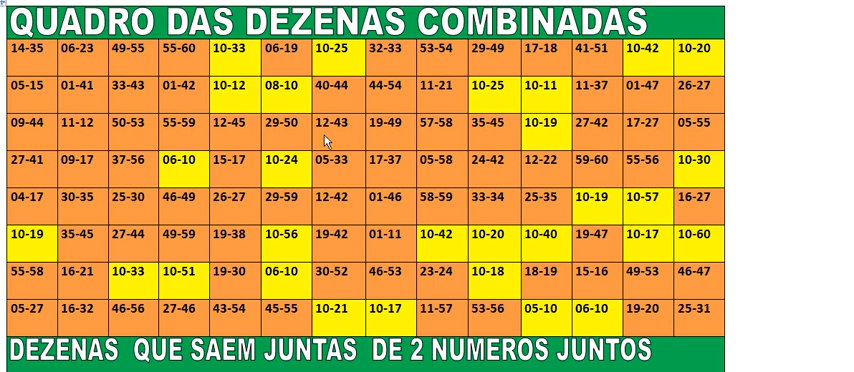 QUADRO DAS DEZENAS COMBINADAS
14-35 06-23 49-55 55-60 10-33 06-19 10-25 32-33 53-54 29-49 17-18 41-51 10-42 10-20
05-15 01-41 33-43 01-42 10-12 08-10 40-44 44-54 11-21 10-25 10-11 11-37 01-47 26-27
09-44 11-12 50-53 55-59 12-45 29-50 12-43 19-49 57-58 35-45 10-19 27-42 17-27 05-55
27-41 09-17 37-56 06-10 15-17 10-24 05-33 17-37 05-58 24-42 12-22 59-60 55-56 10-30
04-17 30-35 25-30 46-49 26-27 29-59 12-42 01-46 58-59 33-34 25-35 10-19 10-57 16-27
10-19 35-45 27-44 49-59 19-38 10-56 19-42 01-11 10-42 10-20 10-40 19-47 10-17 10-60
55-58 16-21 10-33 10-51 19-30 06-10 30-52 46-53 23-24 10-18 18-19 15-16 49-53 46-47
05-27 16-32 46-56 27-46 43-54 45-55 10-21 10-17 11-57 53-56 05-10 06-10 19-20 25-31
DEZENAS QUE SAEM JUNTAS DE 2 NUMEROS JUNTOS